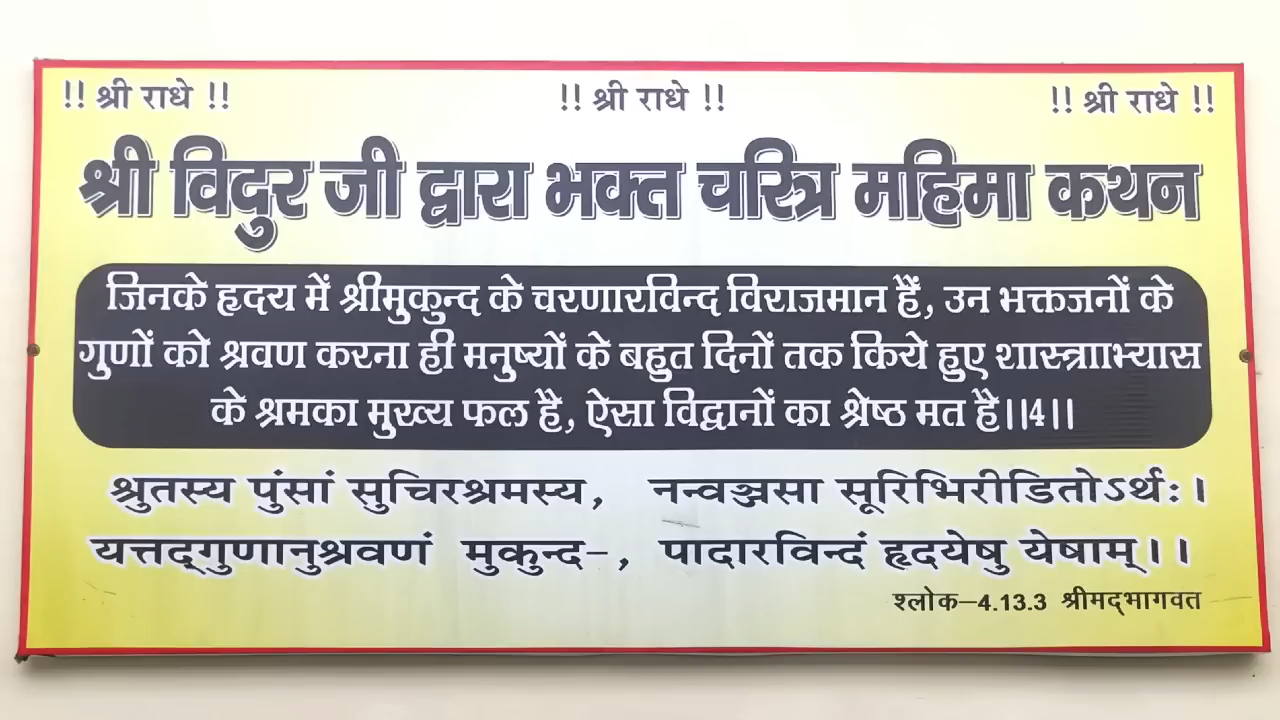 !! श्री राधे !! !! श्री राधे !! !! श्री राधे !!
श्री विदुर जी द्वारा भक्त चरित्र महिमा कथन
जिनके हृदय में श्रीमुकुन्द के चरणारविन्द विराजमान हैं, उन भक्तजनों के
गुणों को श्रवण करना ही मनुष्यों के बहुत दिनों तक किये हुए शास्त्रााभ्यास
के श्रमका मुख्य फल है, ऐसा विद्वानों का श्रेष्ठ मत है।।4।।
श्रुतस्य पुंसां सुचिरश्रमस्य, नन्वञ्जसा सूरिभिरीडितोऽर्थः।
यत्तद्गुणानुश्रवणं मुकुन्द-, पादारविन्दं हृदयेषु येषाम्।।
श्लोक-4.13.3 श्रीमद्भागवत